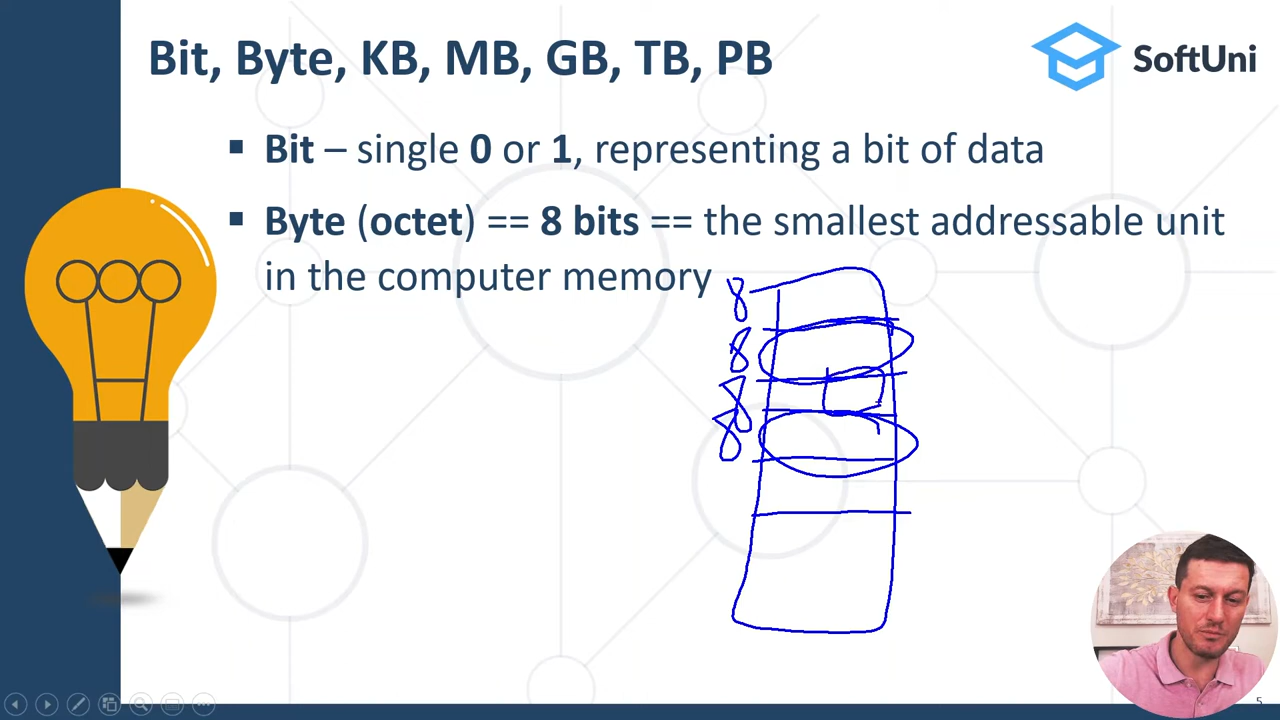 Bit, Byte, KB, MB, GB, TB, PB
SoftUni
▪ Bit – single 0 or 1, representing a bit of data
▪ Byte (octet) == 8 bits == the smallest addressable unit
in the computer memory
8
8
8
8
5